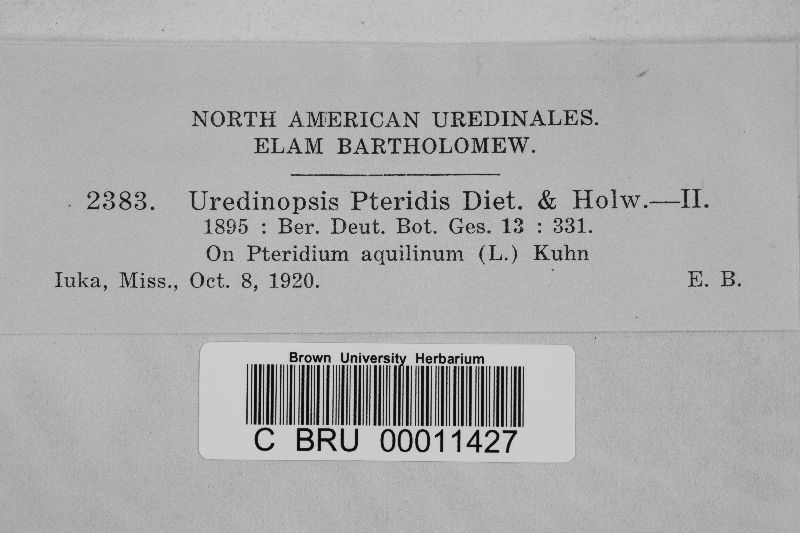 NORTH AMERICAN UREDINALES.
ELAM BARTHOLOMEW.
2383. Uredinopsis Pteridis Diet. & Holw.—II.
1895 : Ber. Deut. Bot. Ges. 13 : 331.
On Pteridium aquilinum (L.) Kuhn
Iuka, Miss., Oct. 8, 1920. E. B.
Brown University Herbarium
C BRU 00011427